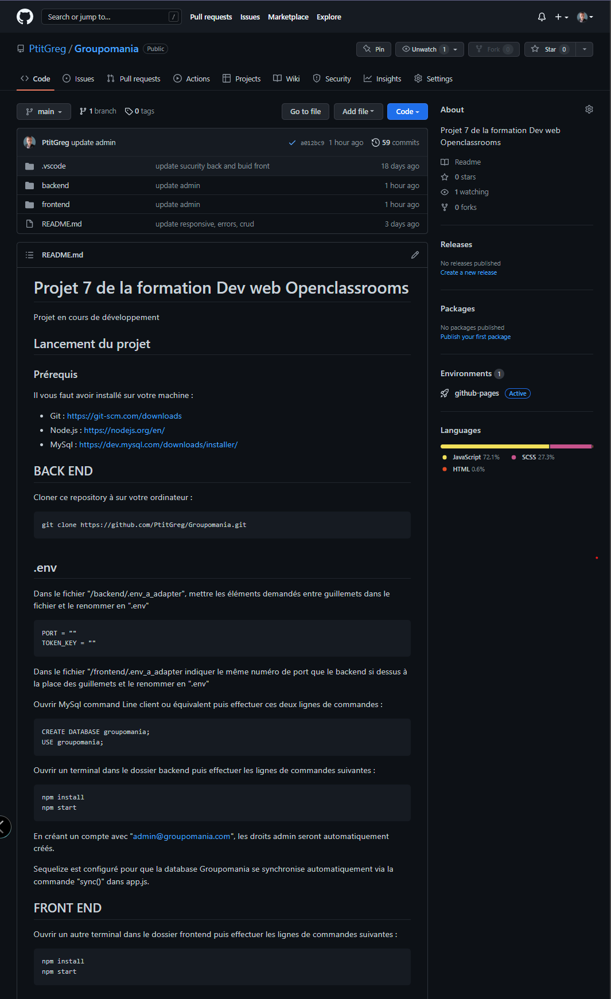 Search or jump to... /
Pull requests Issues Marketplace Explore
PtitGreg / Groupomania Public
Pin Unwatch 1 Fork 0 Star 0
Code Issues Pull requests Actions Projects Wiki Security Insights Settings
main 1 branch 0 tags Go to file Add file Code
PtitGreg update admin a012bc9 1 hour ago 59 commits
.vscode update sucurity back and buid front 18 days ago
backend update admin 1 hour ago
frontend update admin 1 hour ago
README.md update responsive, errors, crud 3 days ago
README.md
Projet 7 de la formation Dev web Openclassrooms
Projet en cours de développement
Lancement du projet
Prérequis
Il vous faut avoir installé sur votre machine :
Git : https://git-scm.com/downloads
Node.js : https://nodejs.org/en/
MySql : https://dev.mysql.com/downloads/installer/
BACK END
Cloner ce repository à sur votre ordinateur :
git clone https://github.com/PtitGreg/Groupomania.git
.env
Dans le fichier "/backend/.env_a_adapter", mettre les éléments demandés entre guillemets dans le
fichier et le renommer en ".env"
PORT = ""
TOKEN_KEY = ""
Dans le fichier "/frontend/.env_a_adapter indiquer le même numéro de port que le backend si dessus à
la place des guillemets et le renommer en ".env"
Ouvrir MySql command Line client ou équivalent puis effectuer ces deux lignes de commandes :
CREATE DATABASE groupomania;
USE groupomania;
Ouvrir un terminal dans le dossier backend puis effectuer les lignes de commandes suivantes :
npm install
npm start
En créant un compte avec "admin@groupomania.com", les droits admin seront automatiquement
créés.
Sequelize est configuré pour que la database Groupomania se synchronise automatiquement via la
commande "sync()" dans app.js.
FRONT END
Ouvrir un autre terminal dans le dossier frontend puis effectuer les lignes de commandes suivantes :
npm install
npm start
About
Projet 7 de la formation Dev web
Openclassrooms
Readme
0 stars
1 watching
0 forks
Releases
No releases published
Create a new release
Packages
No packages published
Publish your first package
Environments 1
github-pages Active
Languages
JavaScript 72.1% SCSS 27.3%
HTML 0.6%